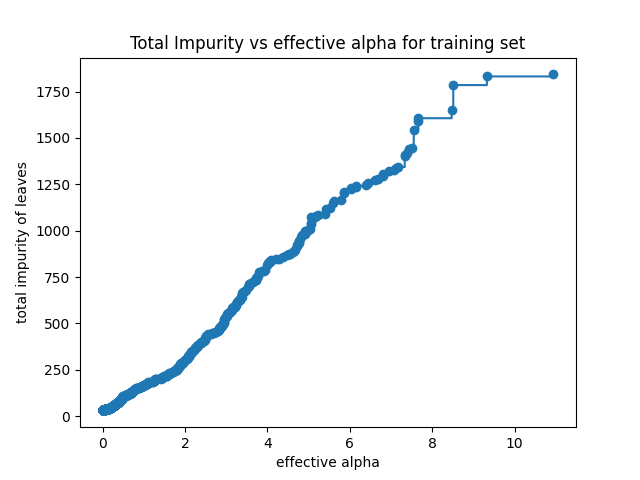 Total Impurity vs effective alpha for training set
total impurity of leaves
1750
1500
1250
1000
750
500
250
0
0 2 4 6 8 10
effective alpha